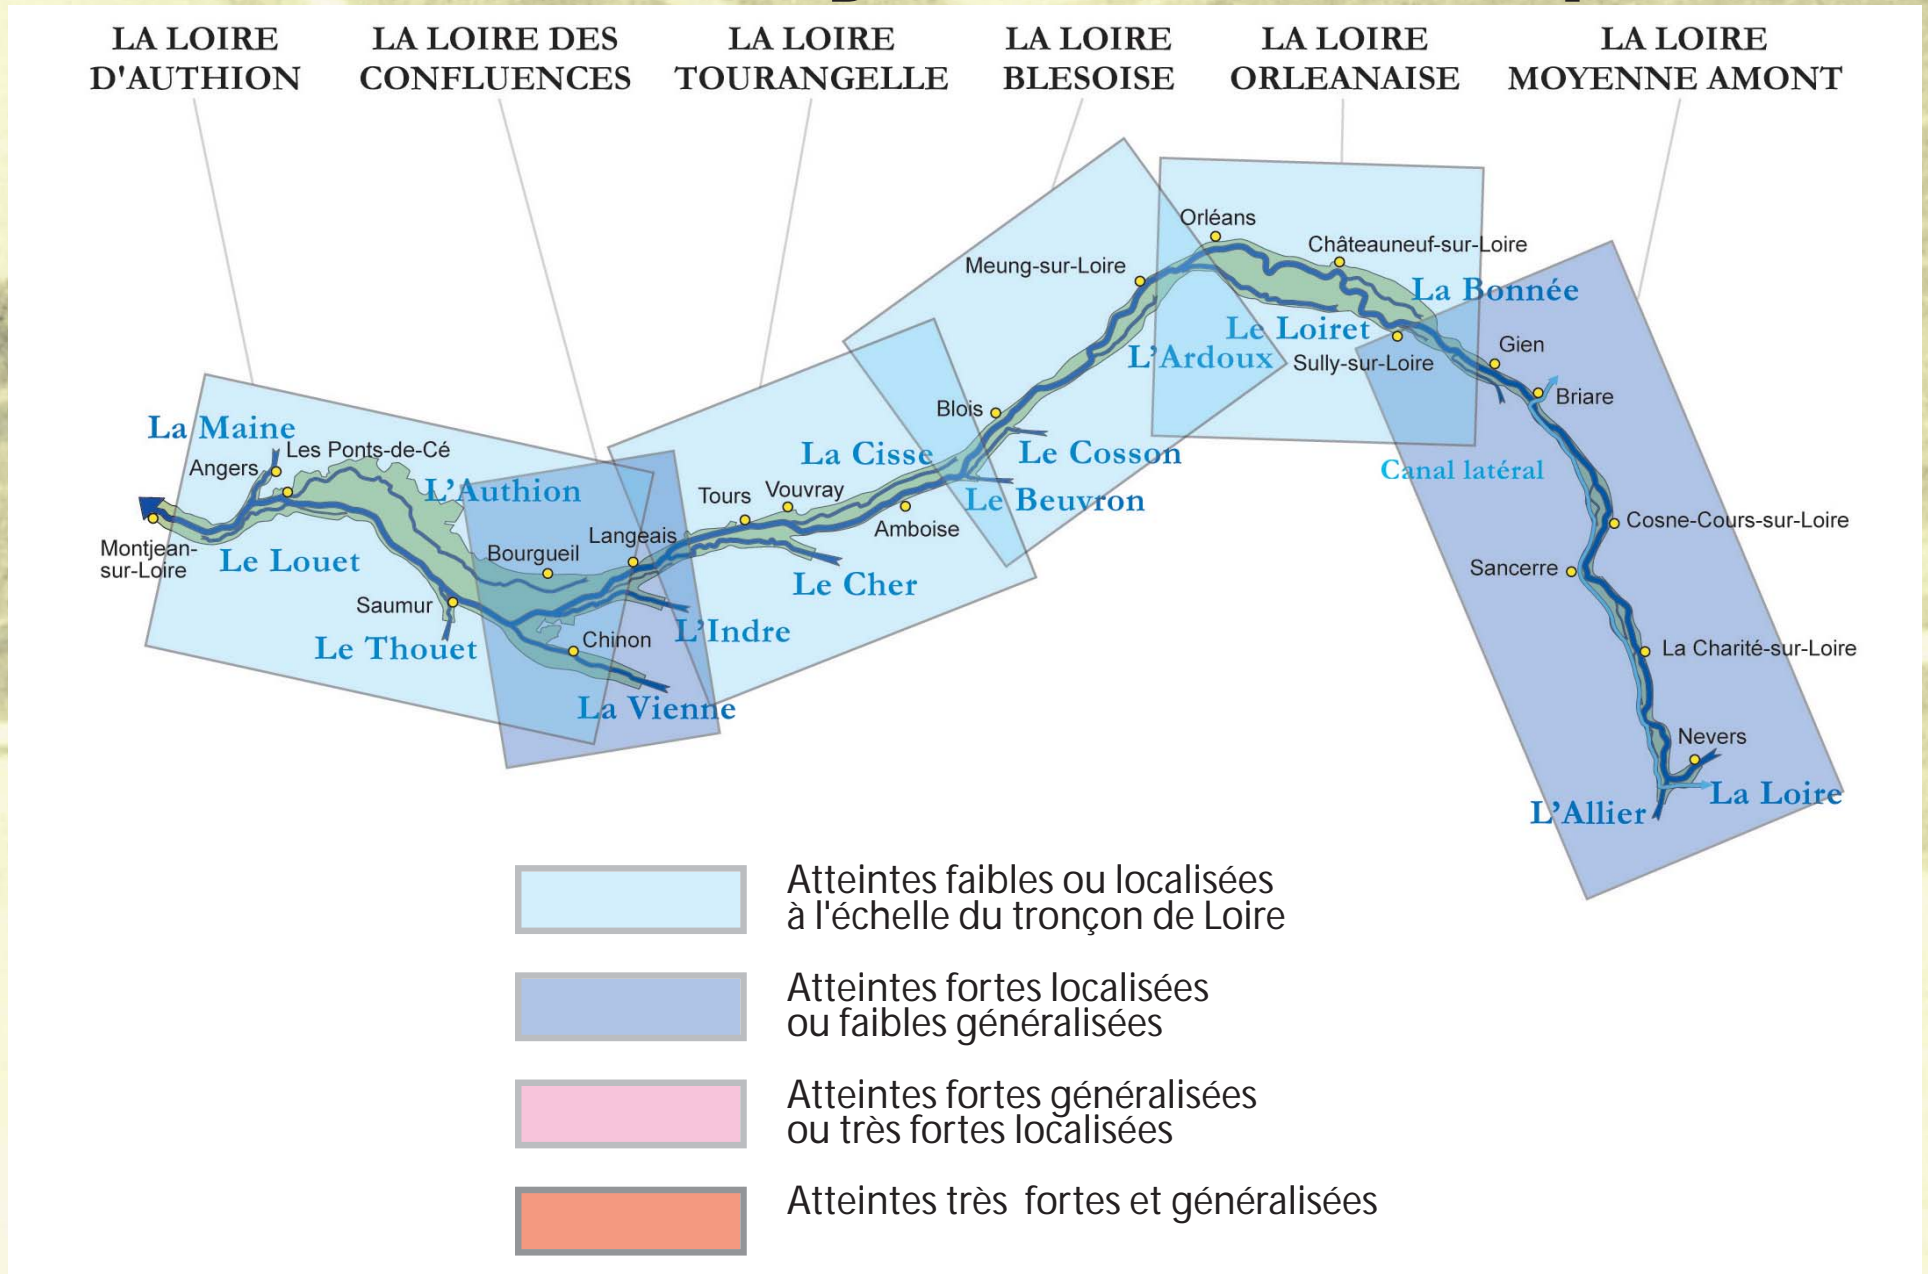 LA LOIRE
D'AUTHION
LA LOIRE DES
CONFLUENCES
LA LOIRE
TOURANGELLE
LA LOIRE
BLESOISE
LA LOIRE
ORLEANAISE
LA LOIRE
MOYENNE AMONT
Orléans
Châteauneuf-sur-Loire
Meung-sur-Loire
La Bonnée
Le Loiret
L'Ardoux
Sully-sur-Loire
Gien
Briare
Blois
La Maine
Les Ponts-de-Cé
Angers
La Cisse
Le Cosson
Canal latéral
L'Authion
Tours
Vouvray
Le Beuvron
Amboise
Cosne-Cours-sur-Loire
Langeais
Montjean-
sur-Loire
Le Louet
Bourgueil
Le Cher
Sancerre
Saumur
L'Indre
Le Thouet
Chinon
La Charité-sur-Loire
La Vienne
Nevers
La Loire
L'Allier
Atteintes faibles ou localisées
à l'échelle du tronçon de Loire
Atteintes fortes localisées
ou faibles généralisées
Atteintes fortes généralisées
ou très fortes localisées
Atteintes très  fortes et généralisées